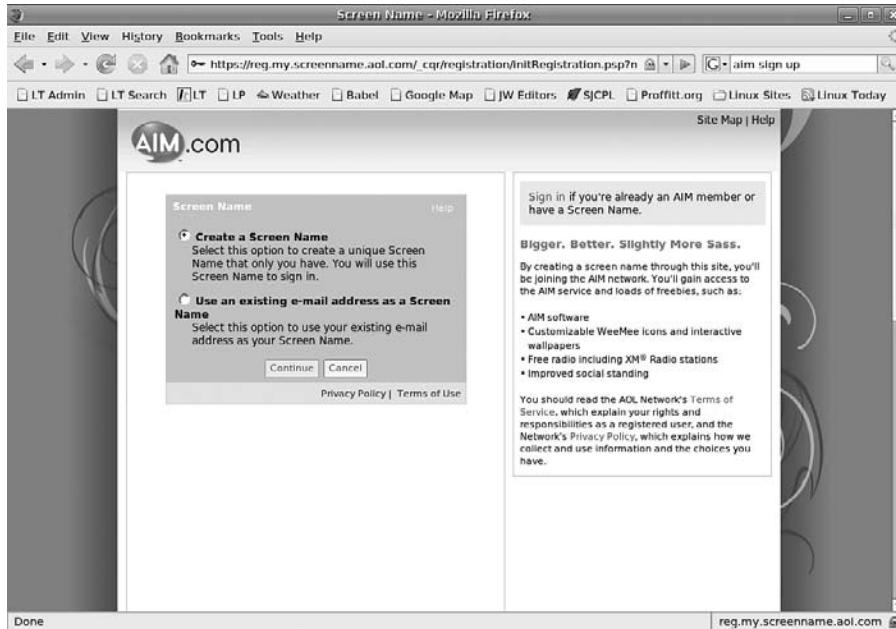 Screen Name - Mozilla Firefox
File Edit View History Bookmarks Tools Help
https://reg.my.screenname.aol.com/_cqr/registration/initRegistration.psp?n
G aim sign up
LT Admin LT Search LT LP Weather Babel Google Map JW Editors SJCPL Proffitt.org Linux Sites Linux Today
Site Map | Help
AIM.com
Screen Name Help
Create a Screen Name
Select this option to create a unique Screen
Name that only you have. You will use this
Screen Name to sign in.
Use an existing e-mail address as a Screen
Name
Select this option to use your existing e-mail
address as your Screen Name.
Continue Cancel
Privacy Policy | Terms of Use
Sign in if you're already an AIM member or
have a Screen Name.
Bigger. Better. Slightly More Sass.
By creating a screen name through this site, you'll
be joining the AIM network. You'll gain access to
the AIM service and loads of freebies, such as:
• AIM software
• Customizable WeeMee icons and interactive
wallpapers
• Free radio including XM® Radio stations
• Improved social standing
You should read the AOL Network's Terms of
Service, which explain your rights and
responsibilities as a registered user, and the
Network's Privacy Policy, which explains how we
collect and use information and the choices you
have.
Done
reg.my.screenname.aol.com